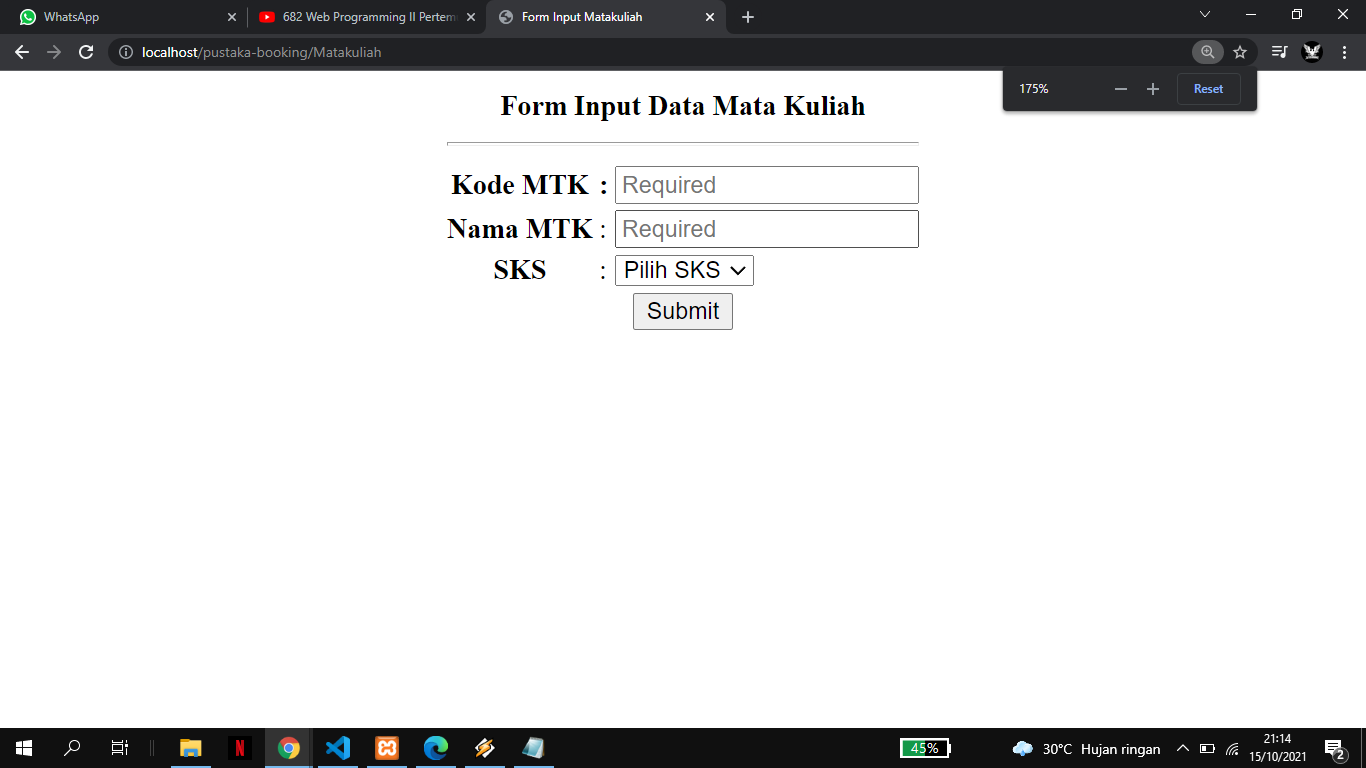 WhatsApp
682 Web Programming II Pertem
Form Input Matakuliah
localhost/pustaka-booking/Matakuliah
175%
Reset
Form Input Data Mata Kuliah
Kode MTK : Required
Nama MTK : Required
SKS : Pilih SKS
Submit
45%
30°C Hujan ringan
21:14
15/10/2021
2